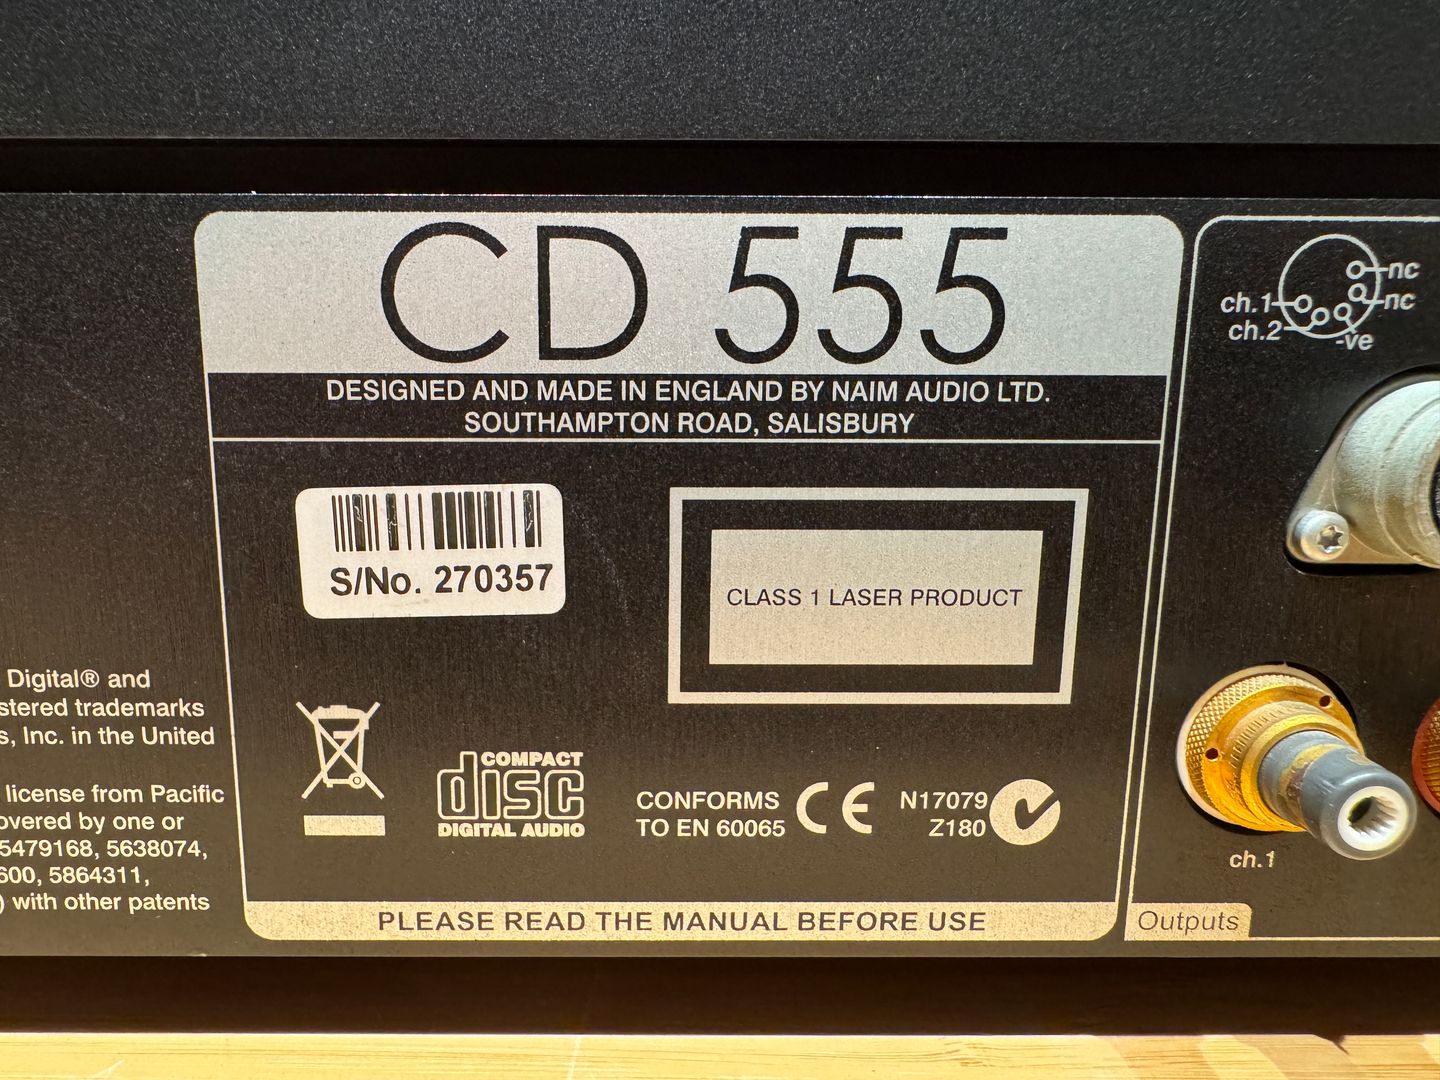 CD 555
DESIGNED AND MADE IN ENGLAND BY NAIM AUDIO LTD.
SOUTHAMPTON ROAD, SALISBURY
S/No. 270357
CLASS 1 LASER PRODUCT
COMPACT
disc
DIGITAL AUDIO
CONFORMS
TO EN 60065
CE
N17079
Z180
PLEASE READ THE MANUAL BEFORE USE
Digital® and
stered trademarks
s, Inc. in the United
license from Pacific
overed by one or
5479168, 5638074,
600, 5864311,
) with other patents
nc
nc
ch.1
ch.2
-ve
ch.1
Outputs